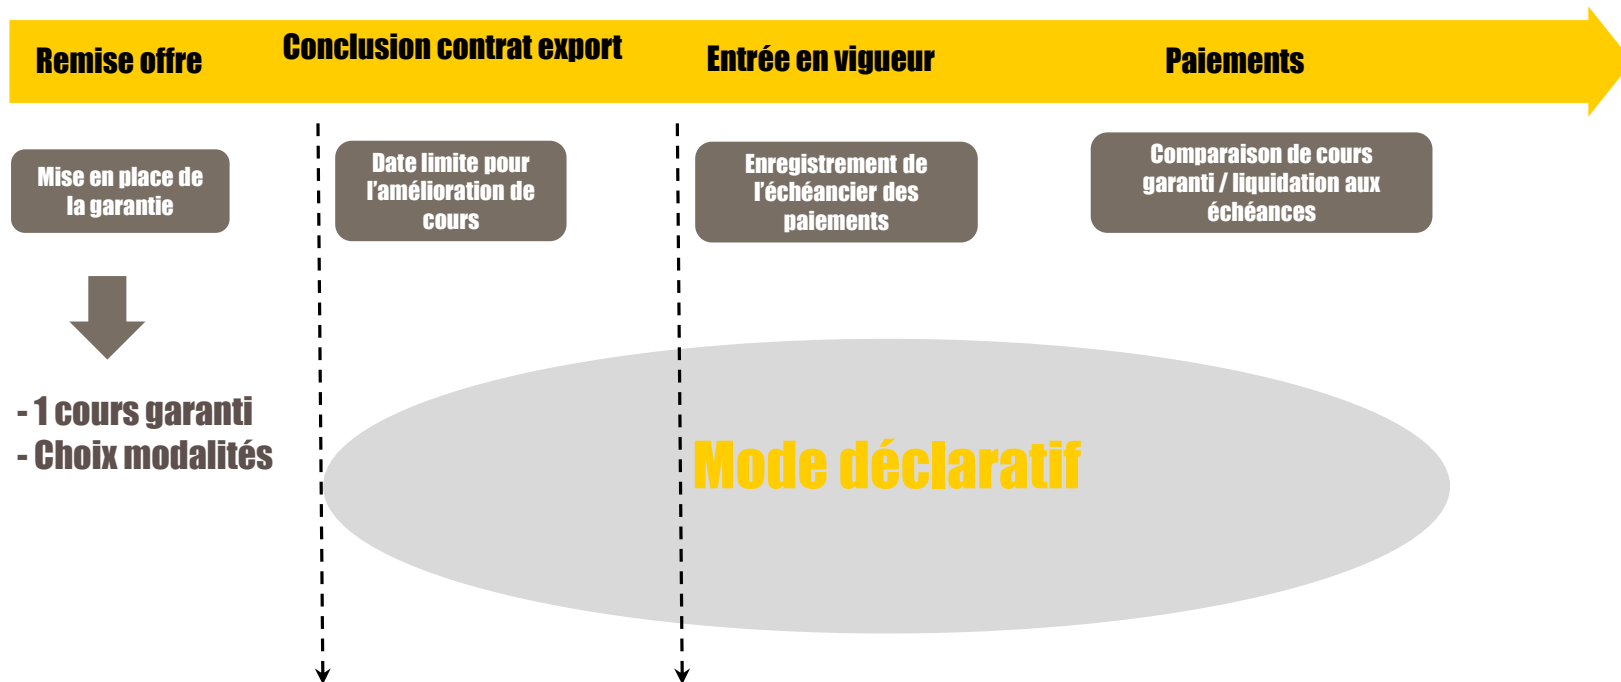 Remise offre
Conclusion contrat export
Entrée en vigueur
Paiements
Mise en place de
la garantie
Date limite pour
l'amélioration de
cours
Enregistrement de
l'échéancier des
paiements
Comparaison de cours
garanti / liquidation aux
échéances
- 1 cours garanti
- Choix modalités
Mode déclaratif